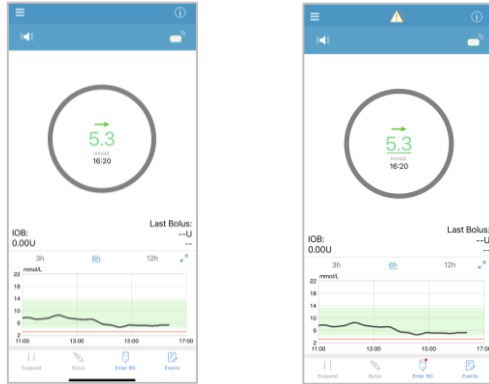 5.3
mmol/L
16:20
Last Bolus:
IOB:
--U
0.00U
--
3h 6h 12h
mmol/L
22
18
14
10
6
2
11:00 13:00 15:00 17:00
Suspend Bolus Enter BG Events
5.3
mmol/L
16:20
Last Bolus:
IOB:
--U
0.00U
--
3h 6h 12h
mmol/L
22
18
14
10
6
2
11:00 13:00 15:00 17:00
Suspend Bolus Enter BG Events